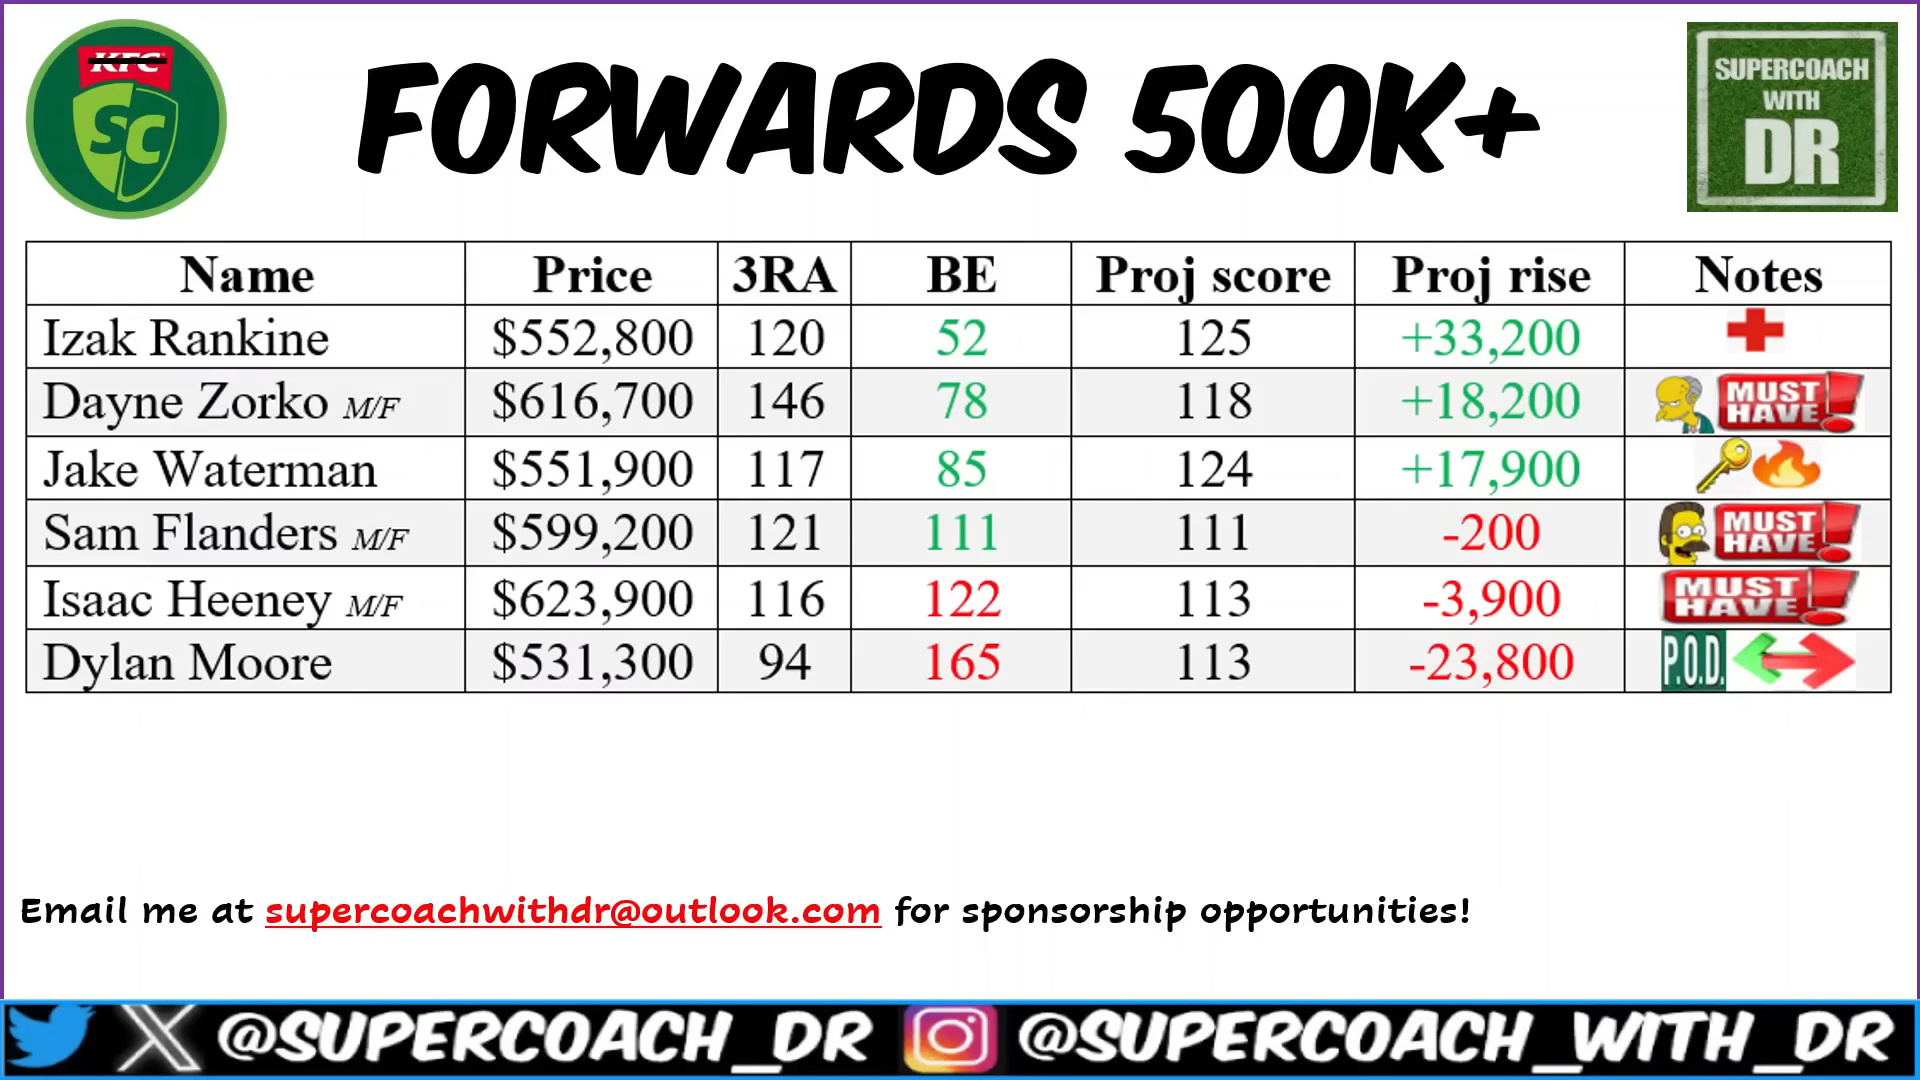 KFC
SC
FORWARDS 500K+
SUPERCOACH
WITH
DR
Name Price 3RA BE Proj score Proj rise Notes
Izak Rankine $552,800 120 52 125 +33,200
Dayne Zorko M/F $616,700 146 78 118 +18,200 MUST HAVE!
Jake Waterman $551,900 117 85 124 +17,900
Sam Flanders M/F $599,200 121 111 111 -200 MUST HAVE!
Isaac Heeney M/F $623,900 116 122 113 -3,900 MUST HAVE!
Dylan Moore $531,300 94 165 113 -23,800 P.O.D.
Email me at supercoachwithdr@outlook.com for sponsorship opportunities!
@SUPERCOACH_DR @SUPERCOACH_WITH_DR